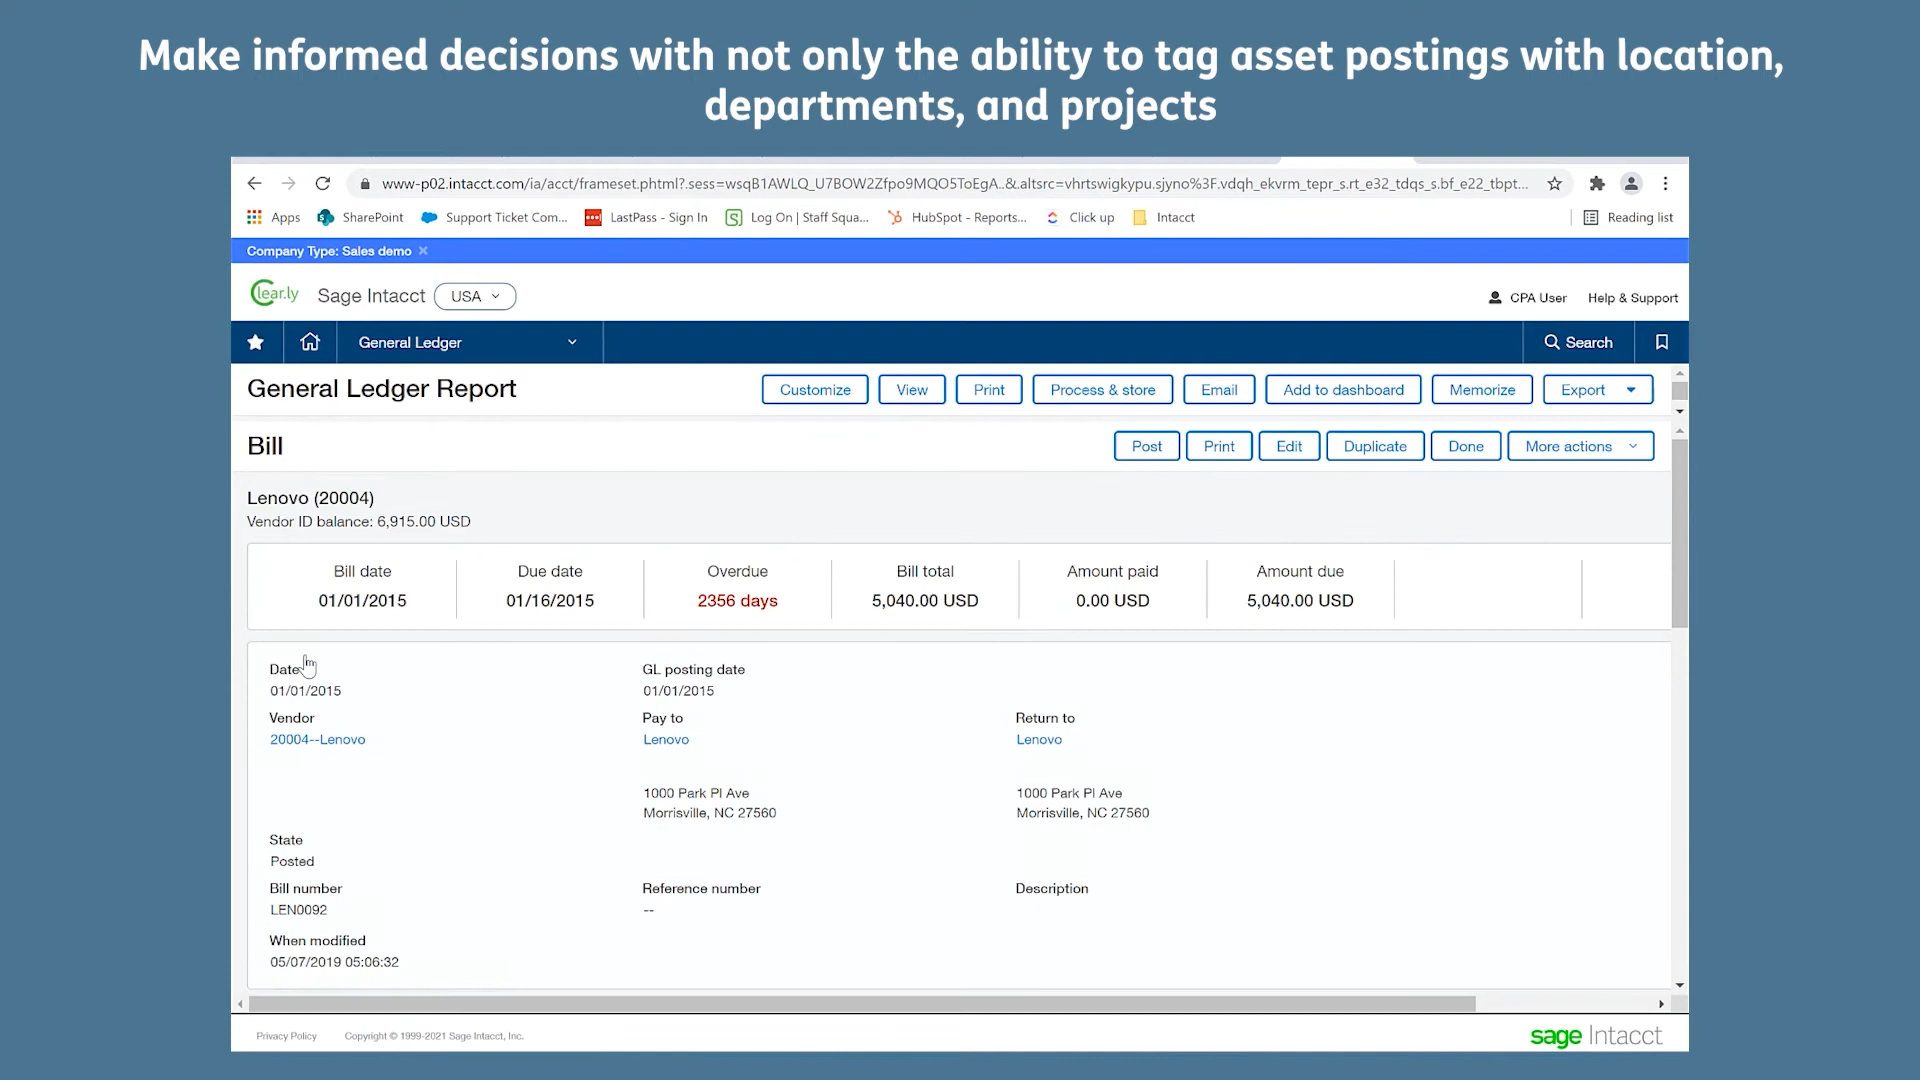 Make informed decisions with not only the ability to tag asset postings with location,
departments, and projects
www-p02.intacct.com/ia/acct/frameset.phtml?.sess=wsqB1AWLQ_U7BOW2Zfpo9MQO5ToEgA..&.altsrc=vhrtswigkypu.sjyno%3F.vdqh_ekvrm_tepr_s.rt_e32_tdqs_s.bf_e22_tbpt...
Apps SharePoint Support Ticket Com... LastPass - Sign In Log On | Staff Squa... HubSpot - Reports... Click up Intacct Reading list
Company Type: Sales demo ×
Clear.ly Sage Intacct USA CPA User Help & Support
General Ledger Search
General Ledger Report Customize View Print Process & store Email Add to dashboard Memorize Export
Bill Post Print Edit Duplicate Done More actions
Lenovo (20004)
Vendor ID balance: 6,915.00 USD
Bill date Due date Overdue Bill total Amount paid Amount due
01/01/2015 01/16/2015 2356 days 5,040.00 USD 0.00 USD 5,040.00 USD
Date GL posting date
01/01/2015 01/01/2015
Vendor Pay to Return to
20004--Lenovo Lenovo Lenovo
1000 Park Pl Ave 1000 Park Pl Ave
Morrisville, NC 27560 Morrisville, NC 27560
State
Posted
Bill number Reference number Description
LEN0092 --
When modified
05/07/2019 05:06:32
Privacy Policy Copyright © 1999-2021 Sage Intacct, Inc. sage Intacct